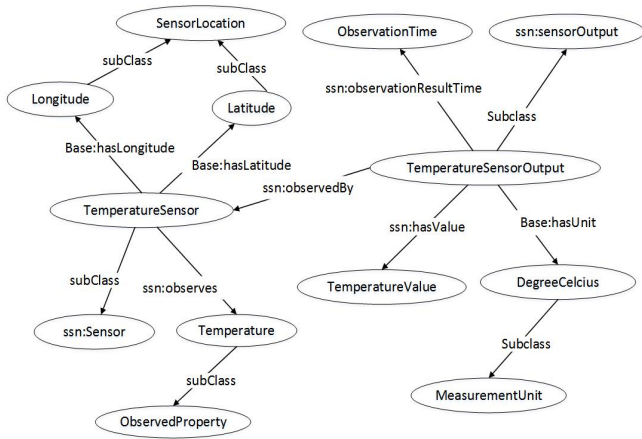 SensorLocation
ObservationTime
ssn:sensorOutput
subClass
subClass
Longitude
Latitude
ssn:observationResultTime
Subclass
Base:hasLongitude
Base:hasLatitude
TemperatureSensorOutput
ssn:observedBy
TemperatureSensor
ssn:hasValue
Base:hasUnit
subClass
ssn:observes
TemperatureValue
DegreeCelcius
ssn:Sensor
Temperature
Subclass
subClass
MeasurementUnit
ObservedProperty